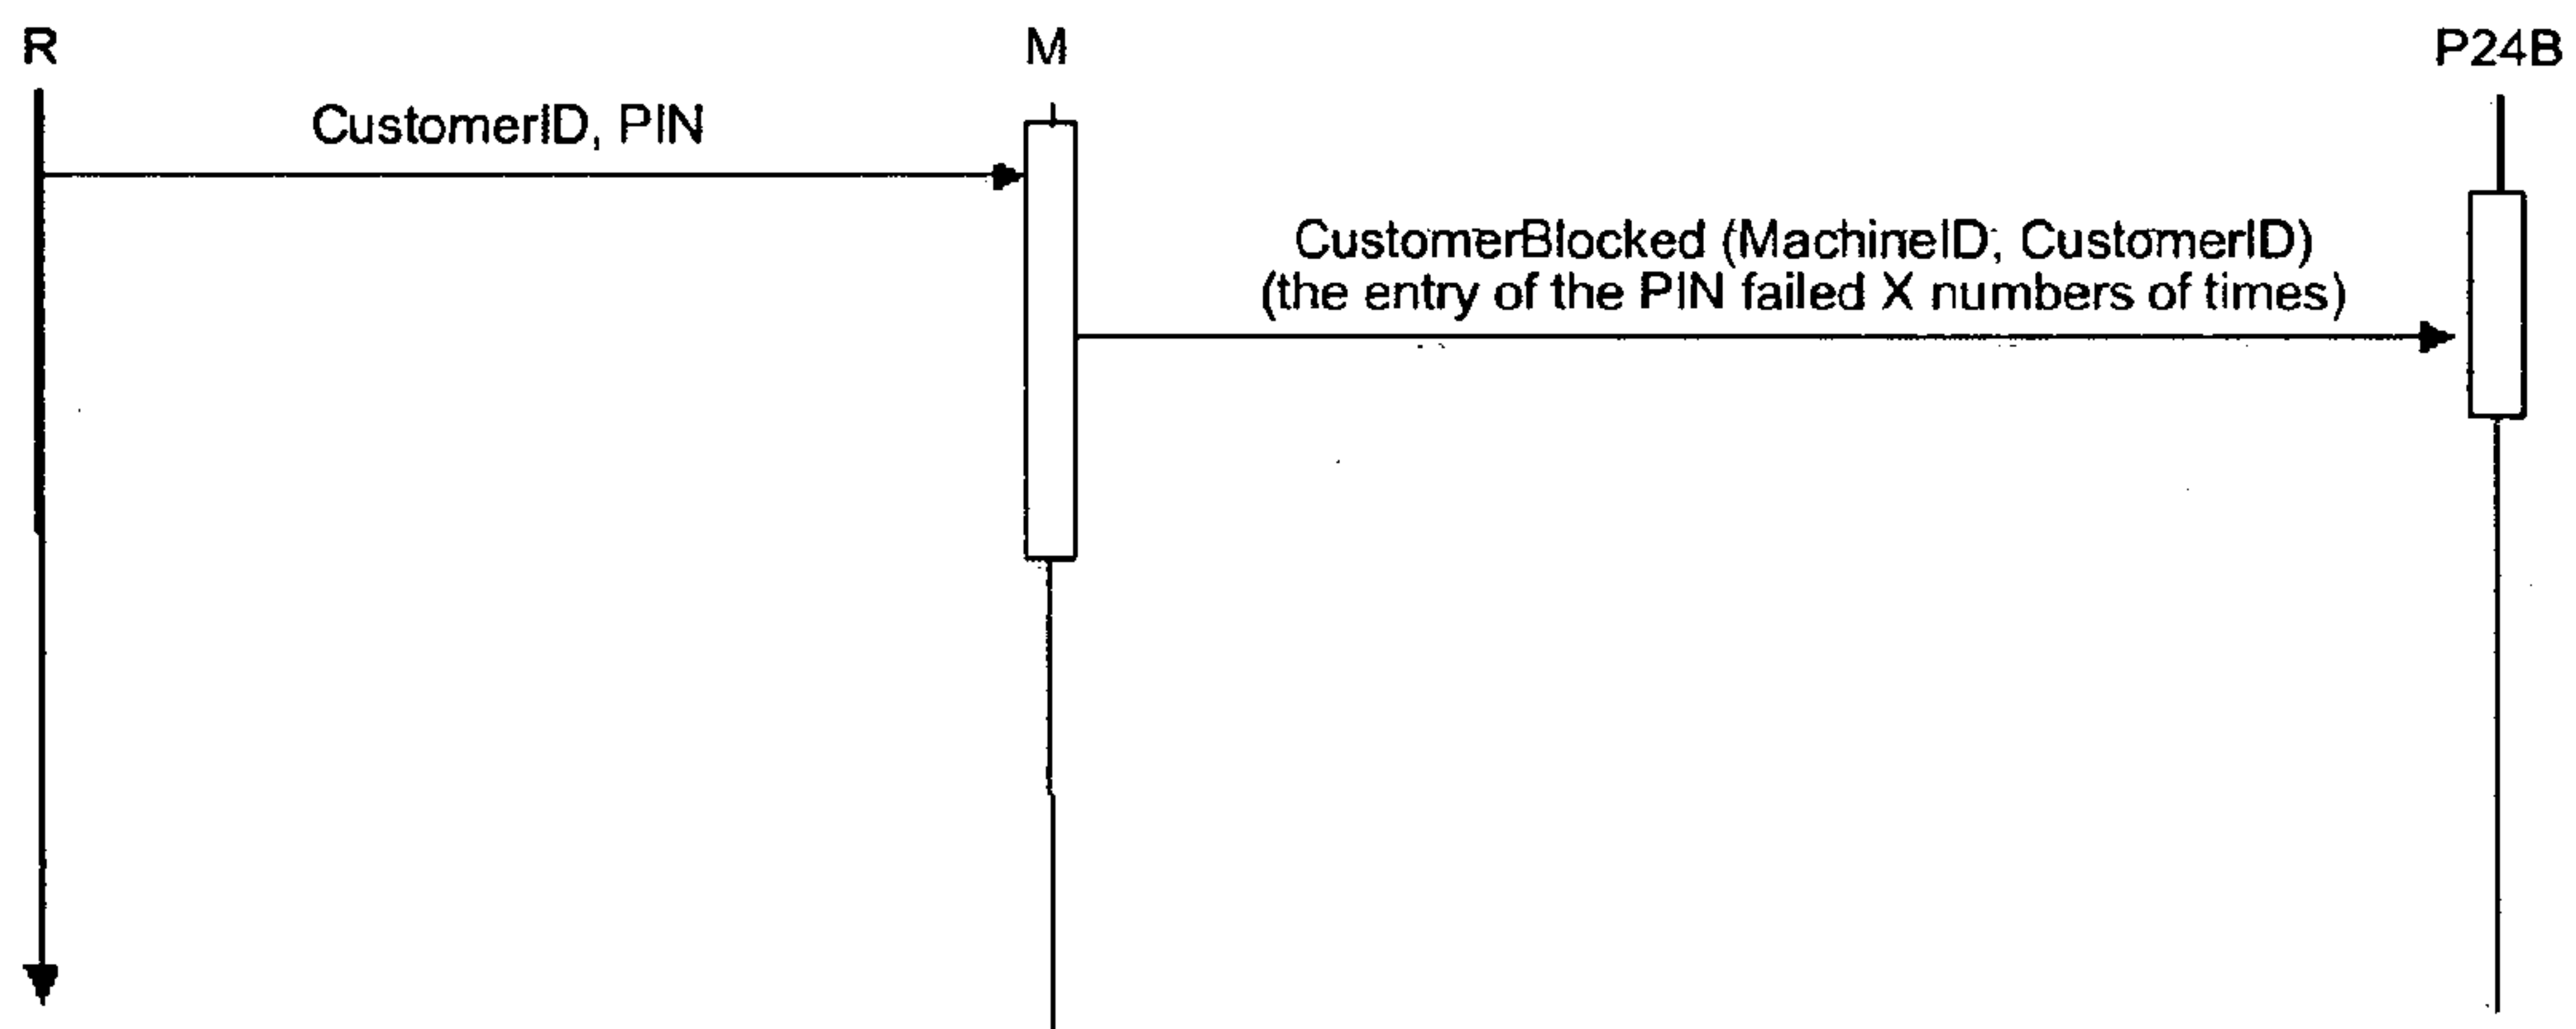 R
M
P24B
CustomerID, PIN
CustomerBlocked (MachineID, CustomerID)
(the entry of the PIN failed X numbers of times)